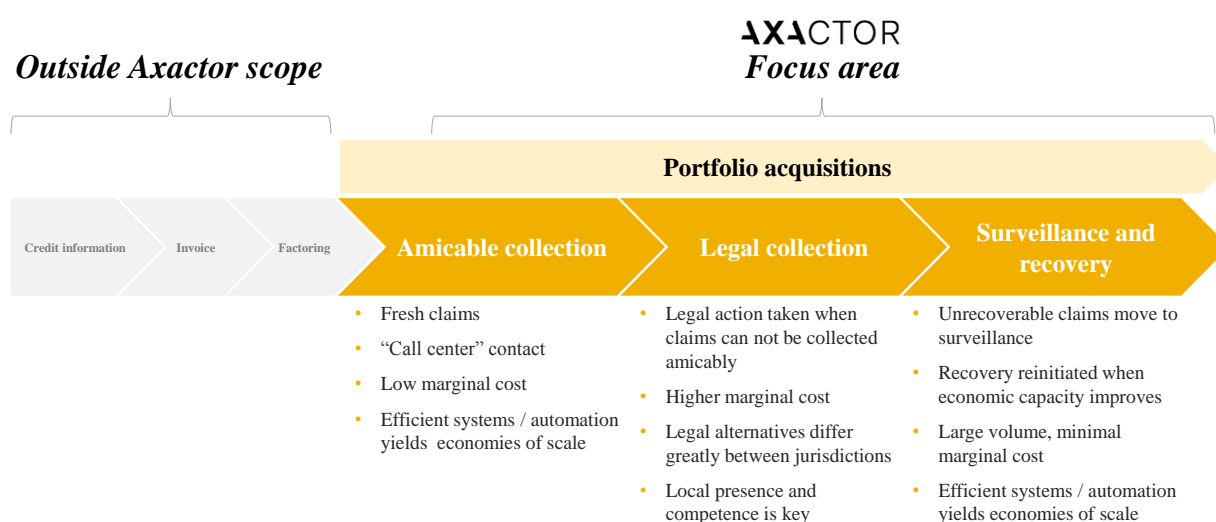 AXACTOR
Outside Axactor scope
Focus area
Portfolio acquisitions
Credit information
Invoice
Factoring
Amicable collection
Legal collection
Surveillance and
recovery
• Fresh claims
• “Call center” contact
• Low marginal cost
• Efficient systems / automation
yields economies of scale
• Legal action taken when
claims can not be collected
amicably
• Higher marginal cost
• Legal alternatives differ
greatly between jurisdictions
• Local presence and
competence is key
• Unrecoverable claims move to
surveillance
• Recovery reinitiated when
economic capacity improves
• Large volume, minimal
marginal cost
• Efficient systems / automation
yields economies of scale